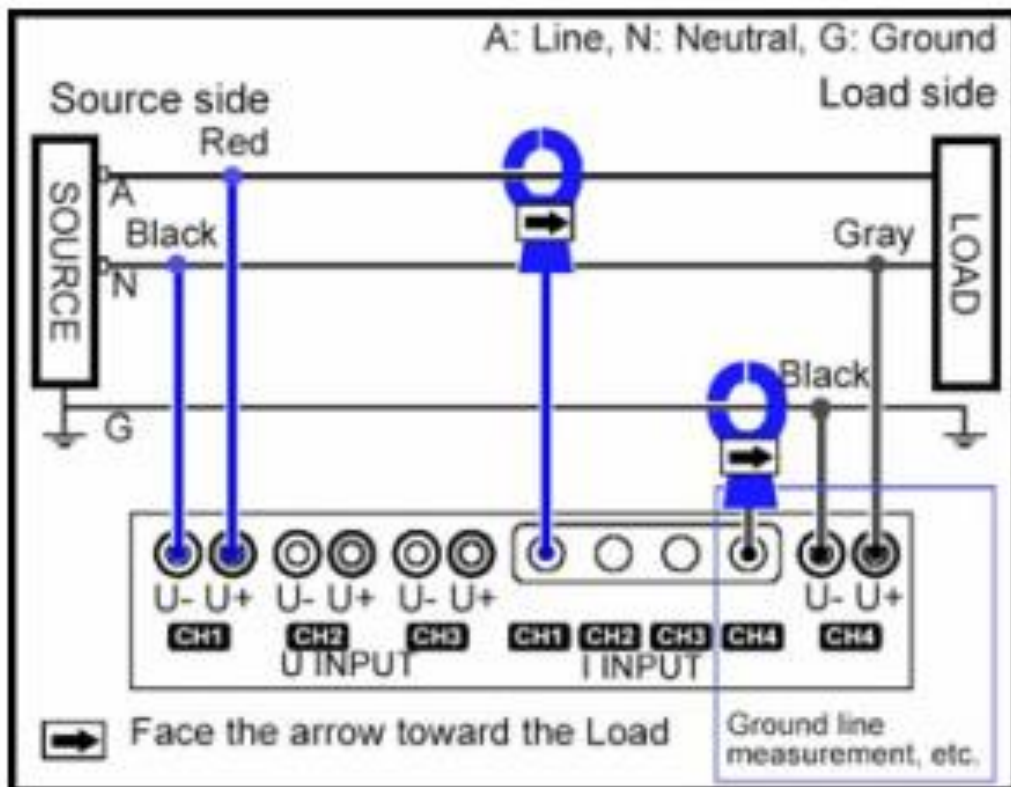 A: Line, N: Neutral, G: Ground
Source side
Load side
Red
SOURCE
A
Black
Gray
LOAD
N
Black
G
U- U+ U- U+ U- U+ U- U+
CH1 CH2 CH3 CH1 CH2 CH3 CH4 CH4
U INPUT I INPUT
Face the arrow toward the Load
Ground line
measurement, etc.